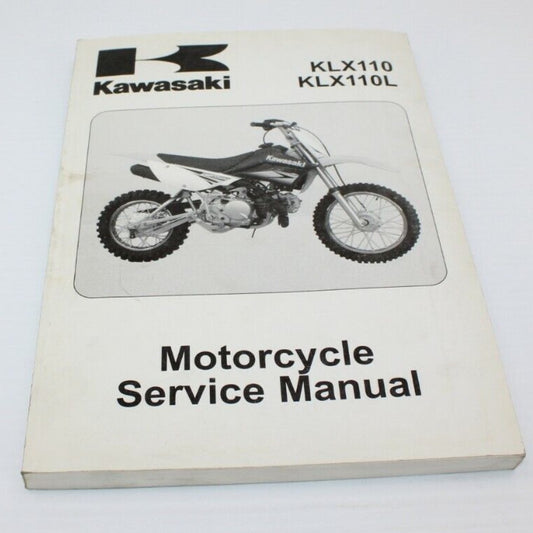 Kawasaki
KLX110
KLX110L
Kawasaki
Motorcycle
Service Manual